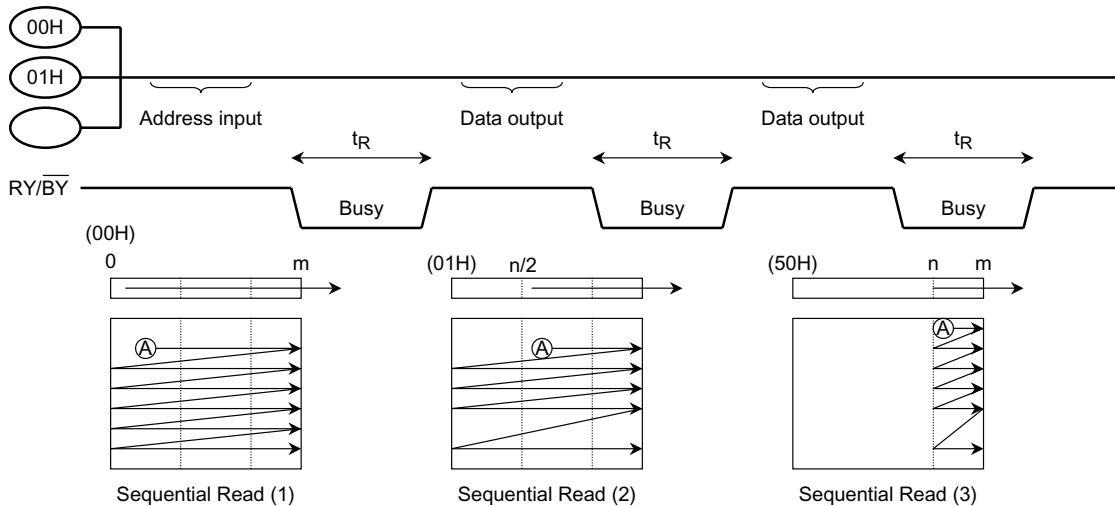 00H
01H
Address input Data output Data output
tR tR tR
RY/BY Busy Busy Busy
(00H)
0 m (01H) n/2 (50H) n m
A A A
Sequential Read (1) Sequential Read (2) Sequential Read (3)